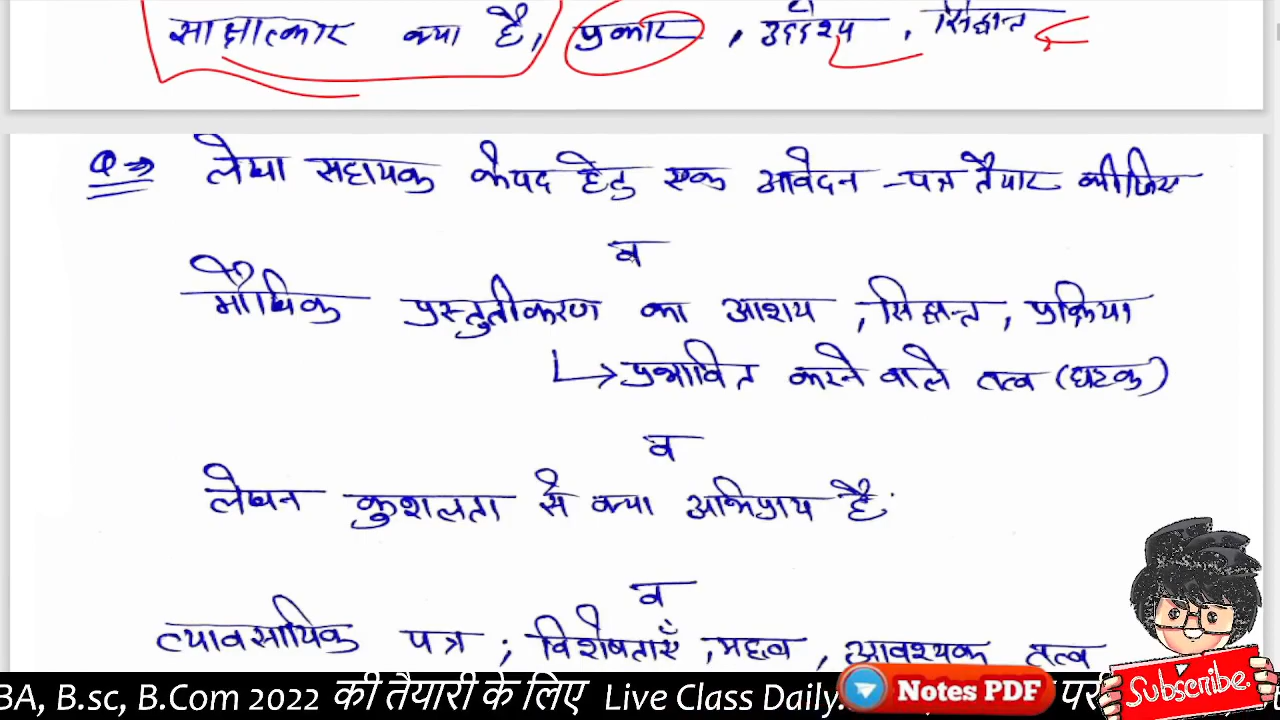 साक्षात्कार क्या है, प्रकार, उद्देश्य, सिद्धान्त
Q⇒ लेखा सहायक के पद हेतु एक आवेदन-पत्र तैयार कीजिए
व
मौखिक प्रस्तुतीकरण का आशय, सिद्धान्त, प्रक्रिया
↳ प्रभावित करने वाले तत्व (घटक)
व
लेखन कुशलता से क्या अभिप्राय है
व
व्यावसायिक पत्र; विशेषताएँ, महत्व, आवश्यक तत्व
BA, B.sc, B.Com 2022 की तैयारी के लिए Live Class Daily.
Notes PDF
Subscribe.